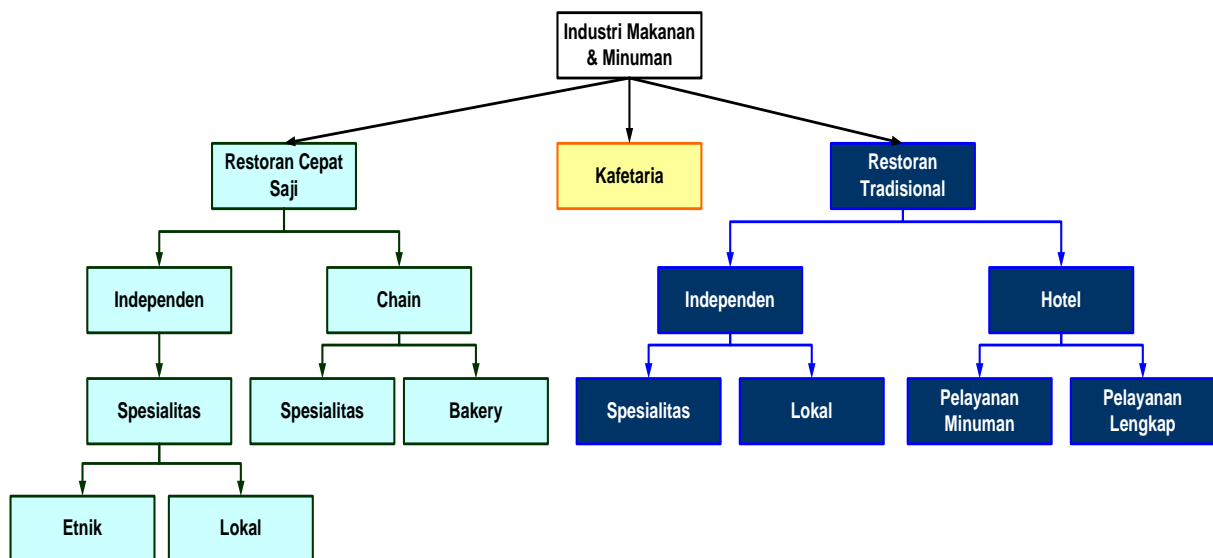 Industri Makanan
& Minuman
Restoran Cepat
Saji
Kafetaria
Restoran
Tradisional
Independen
Chain
Independen
Hotel
Spesialitas
Spesialitas
Bakery
Spesialitas
Lokal
Pelayanan
Minuman
Pelayanan
Lengkap
Etnik
Lokal